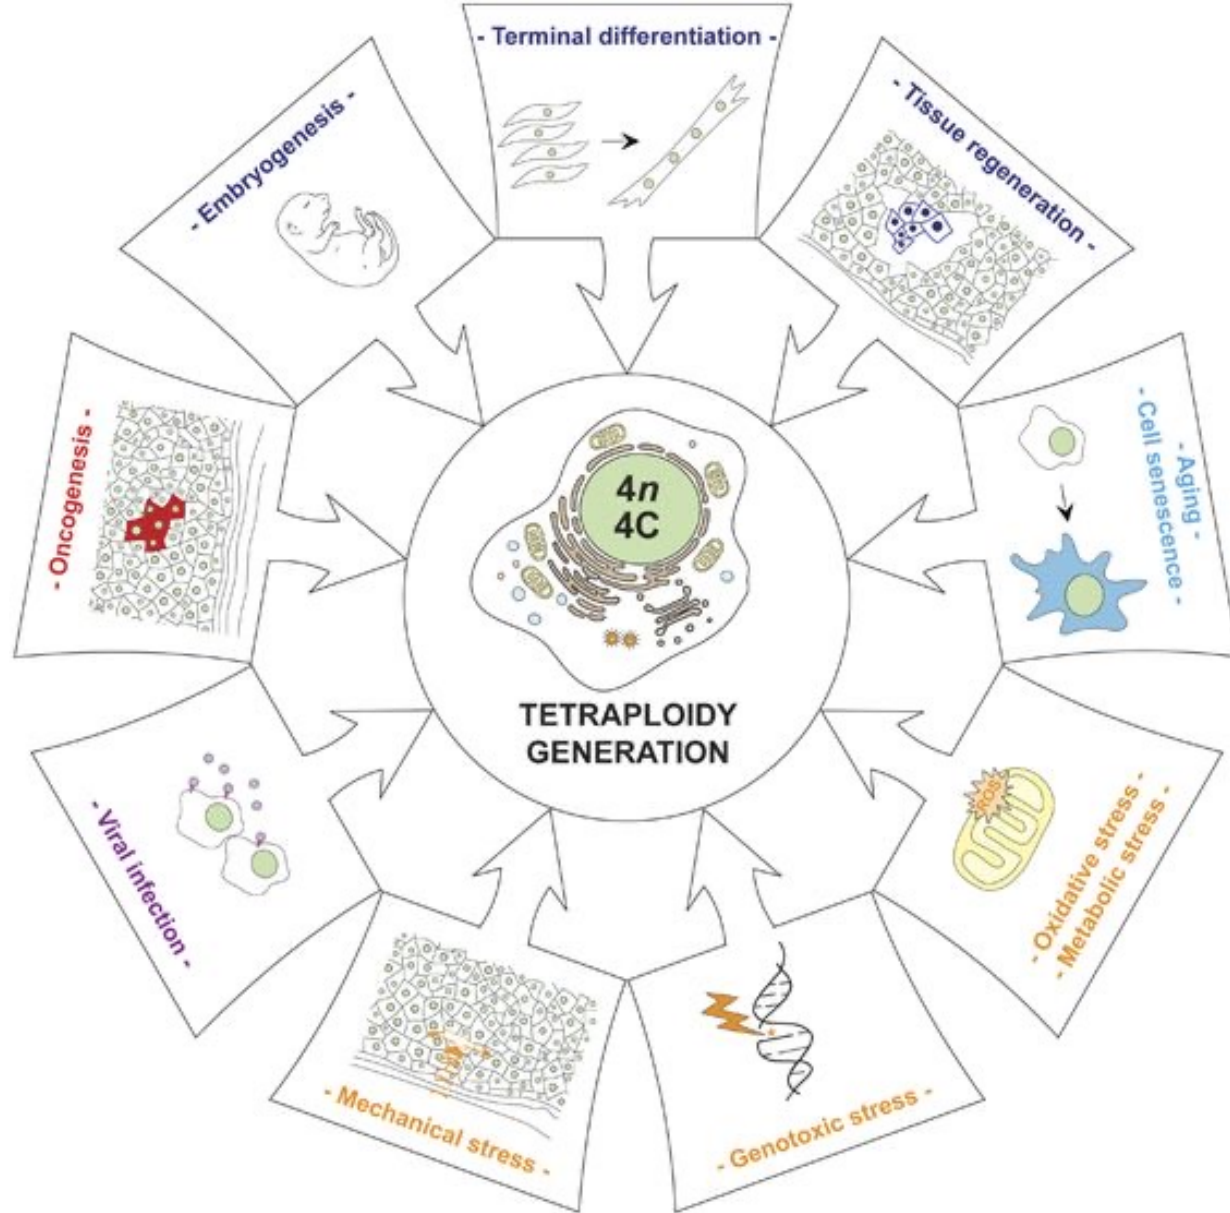 - Terminal differentiation -
- Tissue regeneration -
- Aging -
- Cell senescence -
- Oxidative stress -
- Metabolic stress -
ROS
- Genotoxic stress -
- Mechanical stress -
- Viral infection -
- Oncogenesis -
- Embryogenesis -
4n
4C
TETRAPLOIDY
GENERATION